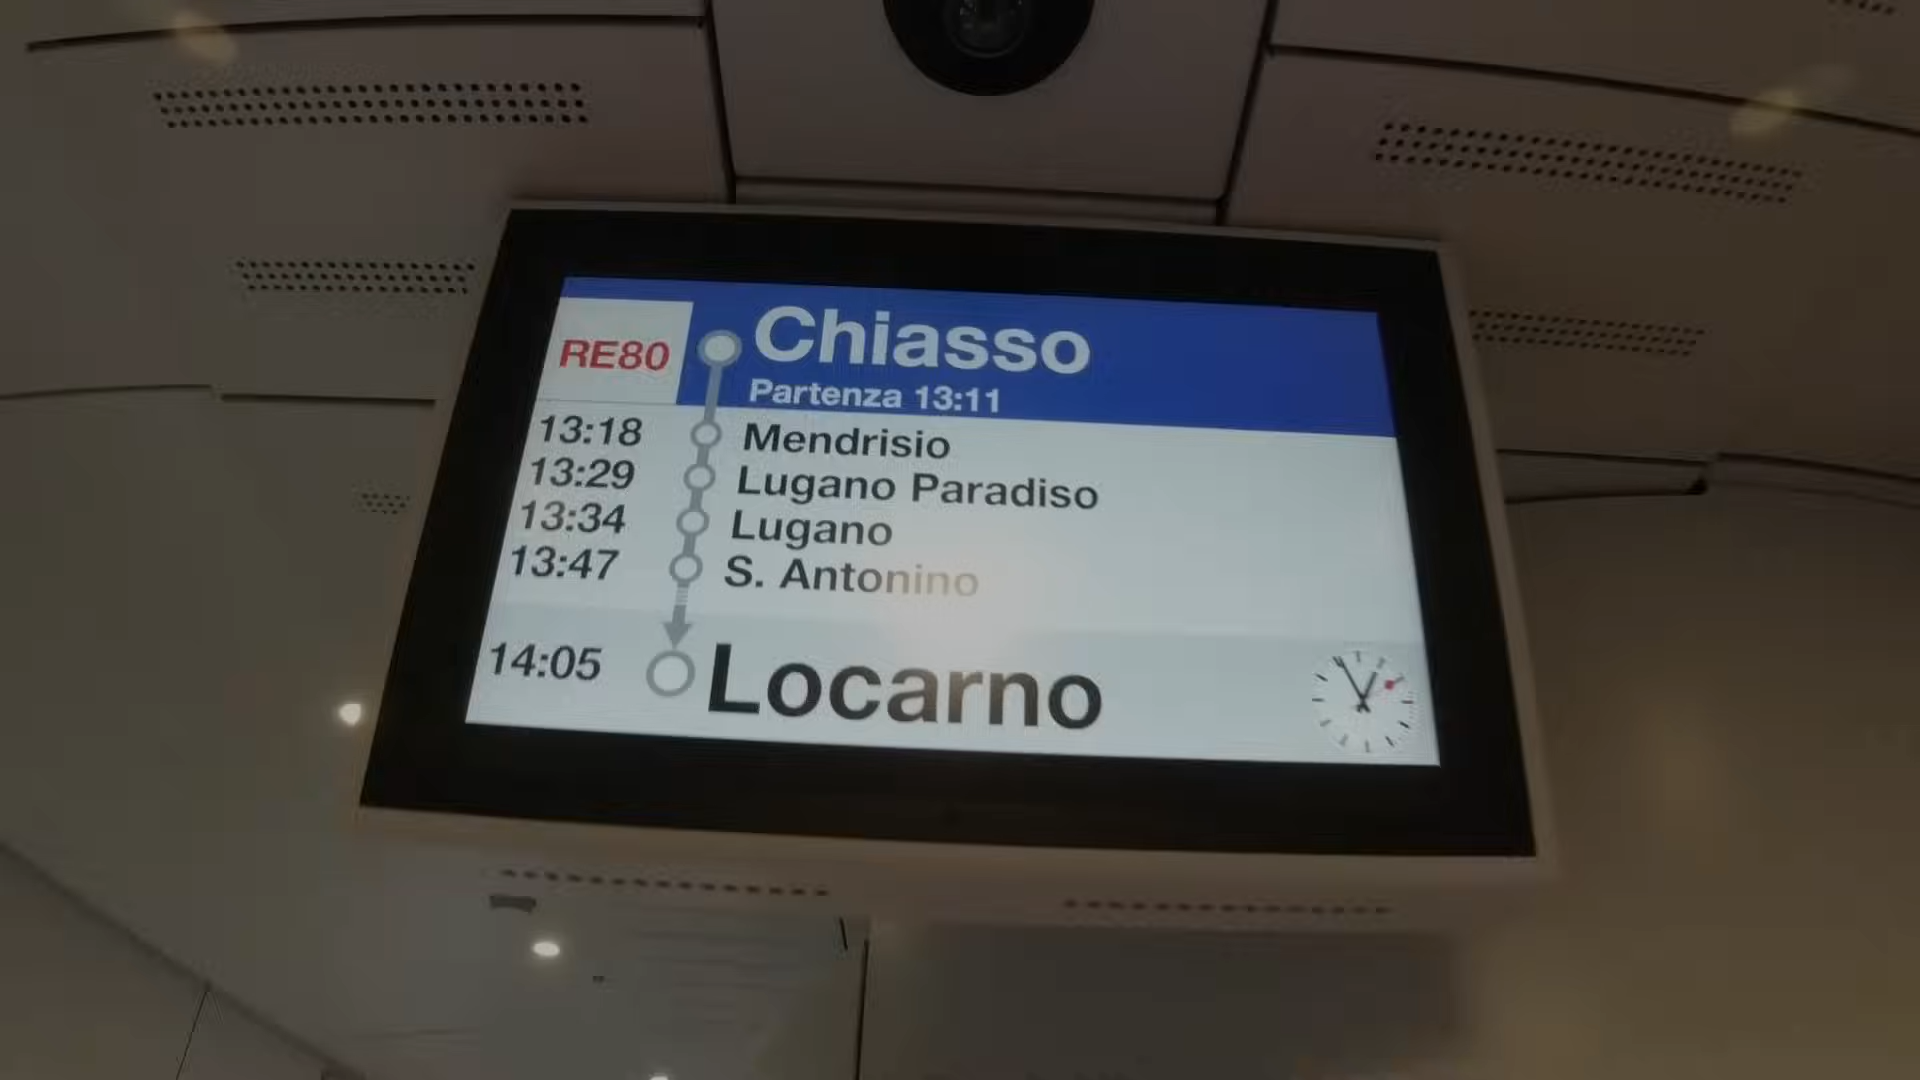 RE80
Chiasso
Partenza 13:11
13:18 Mendrisio
13:29 Lugano Paradiso
13:34 Lugano
13:47 S. Antonino
14:05 Locarno